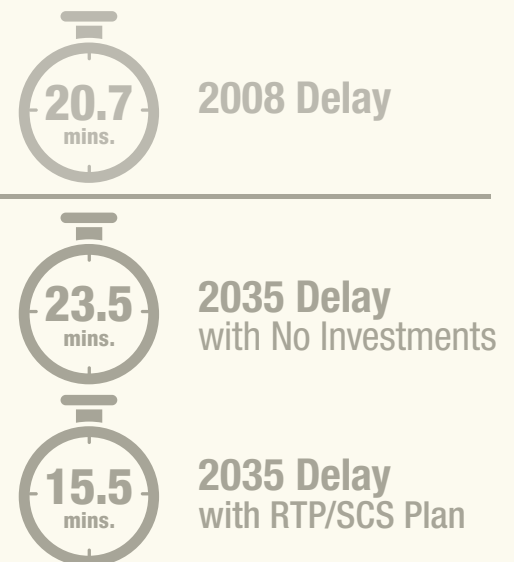 20.7
mins.
2008 Delay
23.5
mins.
2035 Delay
with No Investments
15.5
mins.
2035 Delay
with RTP/SCS Plan